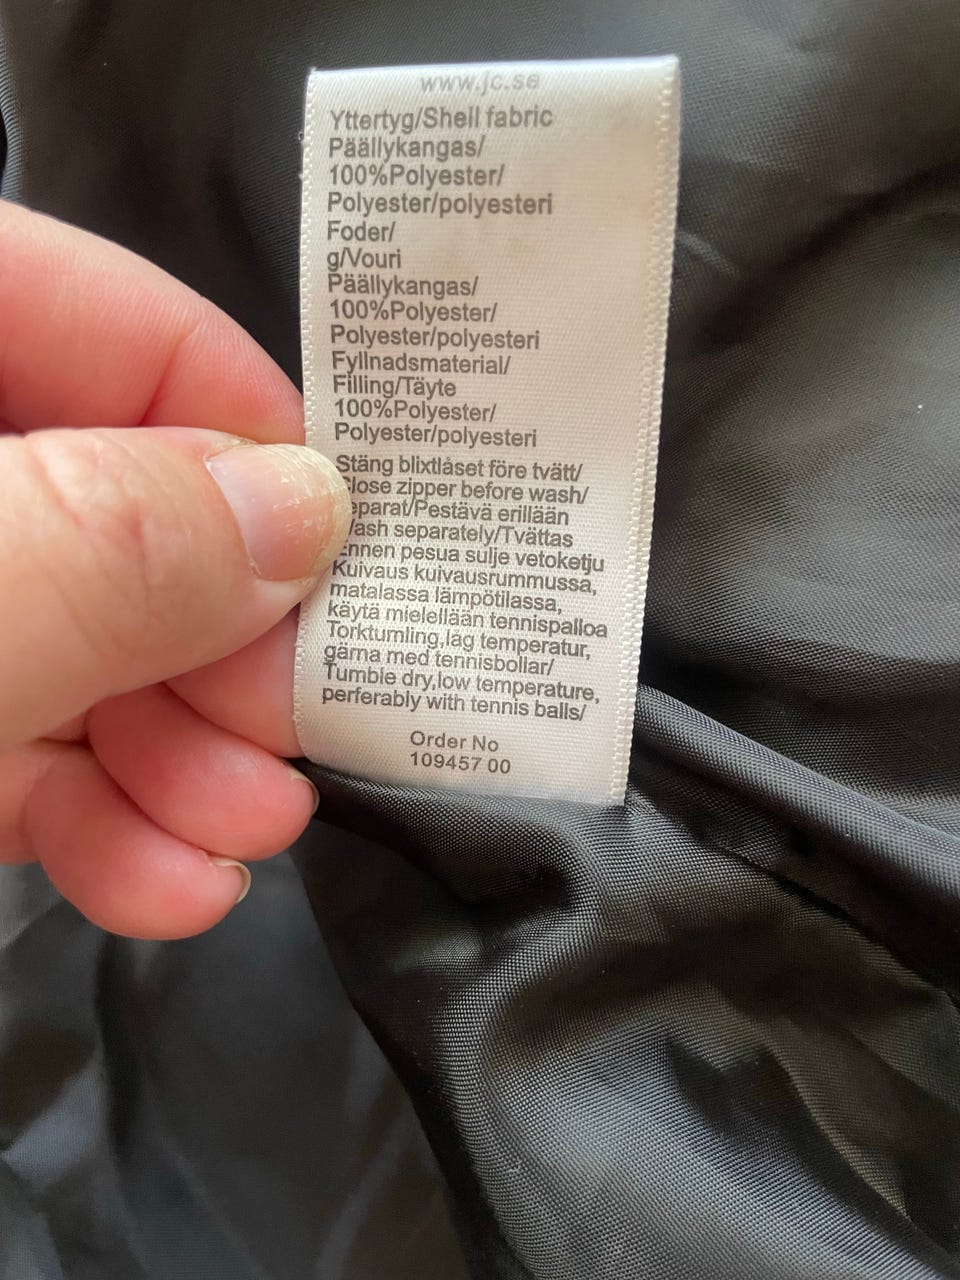 www.jc.se
Yttertyg/Shell fabric
Päällykangas/
100%Polyester/
Polyester/polyesteri
Foder/
g/Vouri
Päällykangas/
100%Polyester/
Polyester/polyesteri
Fyllnadsmaterial/
Filling/Täyte
100%Polyester/
Polyester/polyesteri
Stäng blixtlåset före tvätt/
lose zipper before wash/
eparat/Pestävä erillään
ash separately/Tvättas
Ennen pesua sulje vetoketju
Kuivaus kuivausrummussa,
matalassa lämpötilassa,
käytä mielellään tennispalloa
Torktumling,låg temperatur,
gärna med tennisbollar/
Tumble dry,low temperature,
perferably with tennis balls/
Order No
109457 00